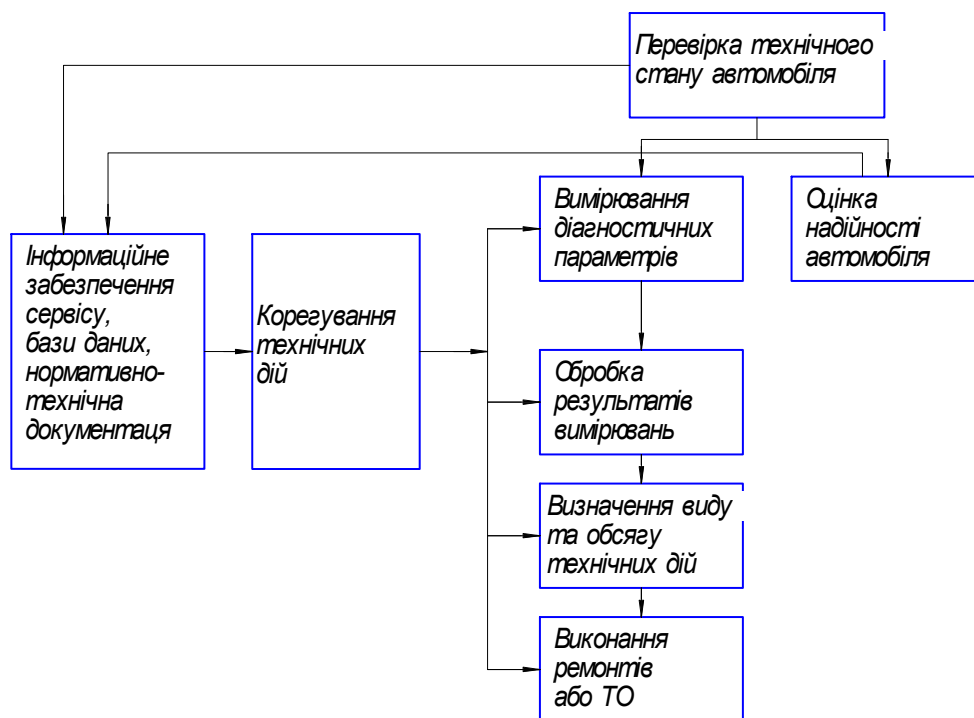 Перевірка технічного
стану автомобіля
Вимірювання
діагностичних
параметрів
Оцінка
надійності
автомобіля
Інформаційне
забезпечення
сервісу,
бази даних,
нормативно-
технічна
документаця
Корегування
технічних
дій
Обробка
результатів
вимірювань
Визначення виду
та обсягу
технічних дій
Виконання
ремонтів
або ТО